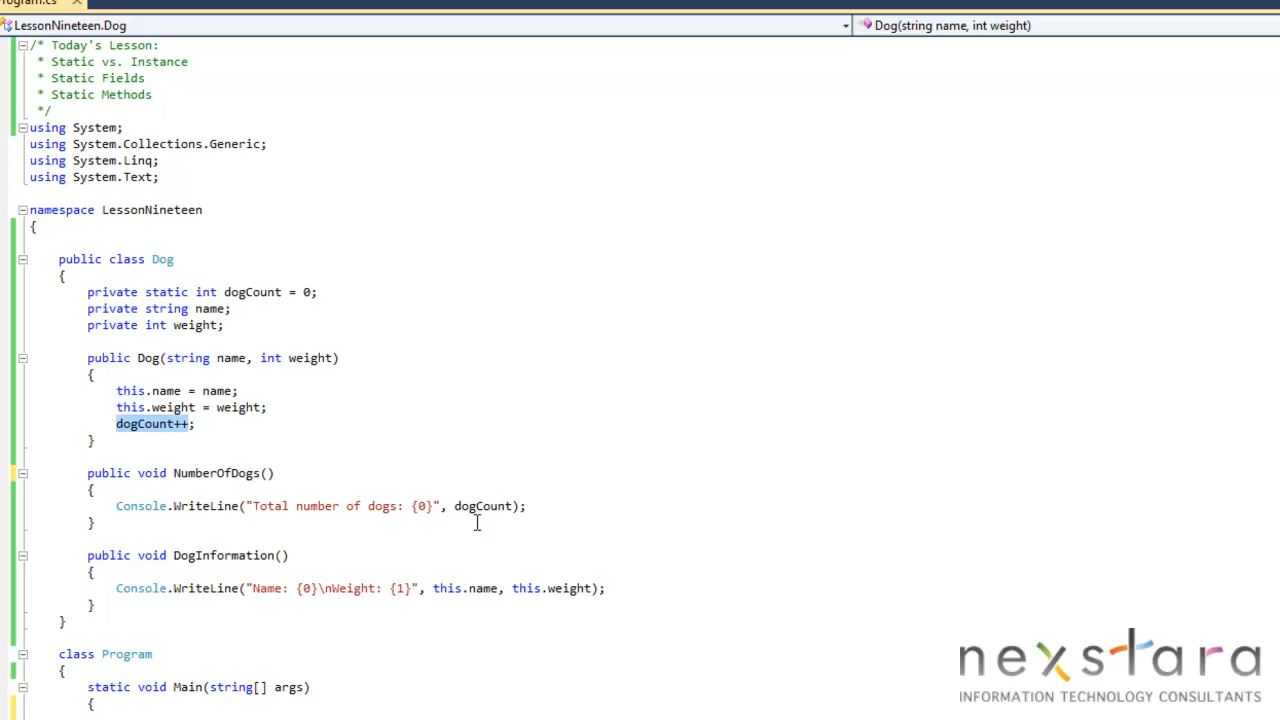 Program.cs
LessonNineteen.Dog
Dog(string name, int weight)
/* Today's Lesson:
 * Static vs. Instance
 * Static Fields
 * Static Methods
 */
using System;
using System.Collections.Generic;
using System.Linq;
using System.Text;
namespace LessonNineteen
{
    public class Dog
    {
        private static int dogCount = 0;
        private string name;
        private int weight;
        public Dog(string name, int weight)
        {
            this.name = name;
            this.weight = weight;
            dogCount++;
        }
        public void NumberOfDogs()
        {
            Console.WriteLine("Total number of dogs: {0}", dogCount);
        }
        public void DogInformation()
        {
            Console.WriteLine("Name: {0}\nWeight: {1}", this.name, this.weight);
        }
    }
    class Program
    {
        static void Main(string[] args)
        {
nexstara
INFORMATION TECHNOLOGY CONSULTANTS